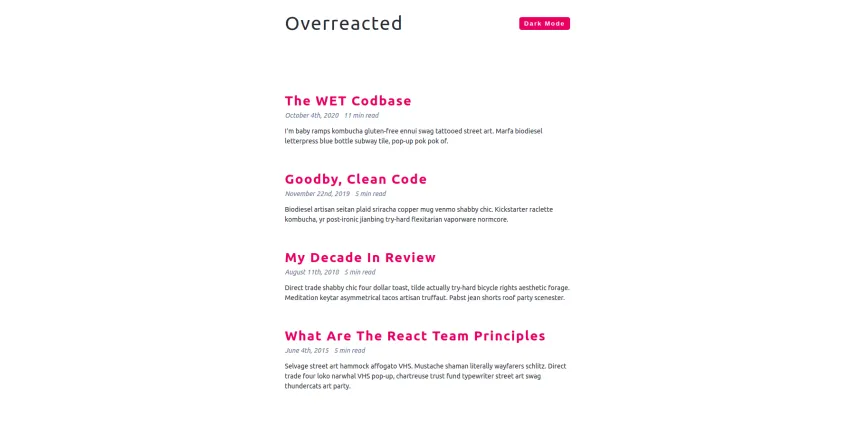 Overreacted
Dark Mode
The WET Codbase
October 4th, 2020 11 min read
I'm baby ramps kombucha gluten-free ennui swag tattooed street art. Marfa biodiesel
letterpress blue bottle subway tile, pop-up pok pok of.
Goodby, Clean Code
November 22nd, 2019 5 min read
Biodiesel artisan seitan plaid sriracha copper mug venmo shabby chic. Kickstarter raclette
kombucha, yr post-ironic jianbing try-hard flexitarian vaporware normcore.
My Decade In Review
August 11th, 2018 5 min read
Direct trade shabby chic four dollar toast, tilde actually try-hard bicycle rights aesthetic forage.
Meditation keytar asymmetrical tacos artisan truffaut. Pabst jean shorts roof party scenester.
What Are The React Team Principles
June 4th, 2015 5 min read
Selvage street art hammock affogato VHS. Mustache shaman literally wayfarers schlitz. Direct
trade four loko narwhal VHS pop-up, chartreuse trust fund typewriter street art swag
thundercats art party.